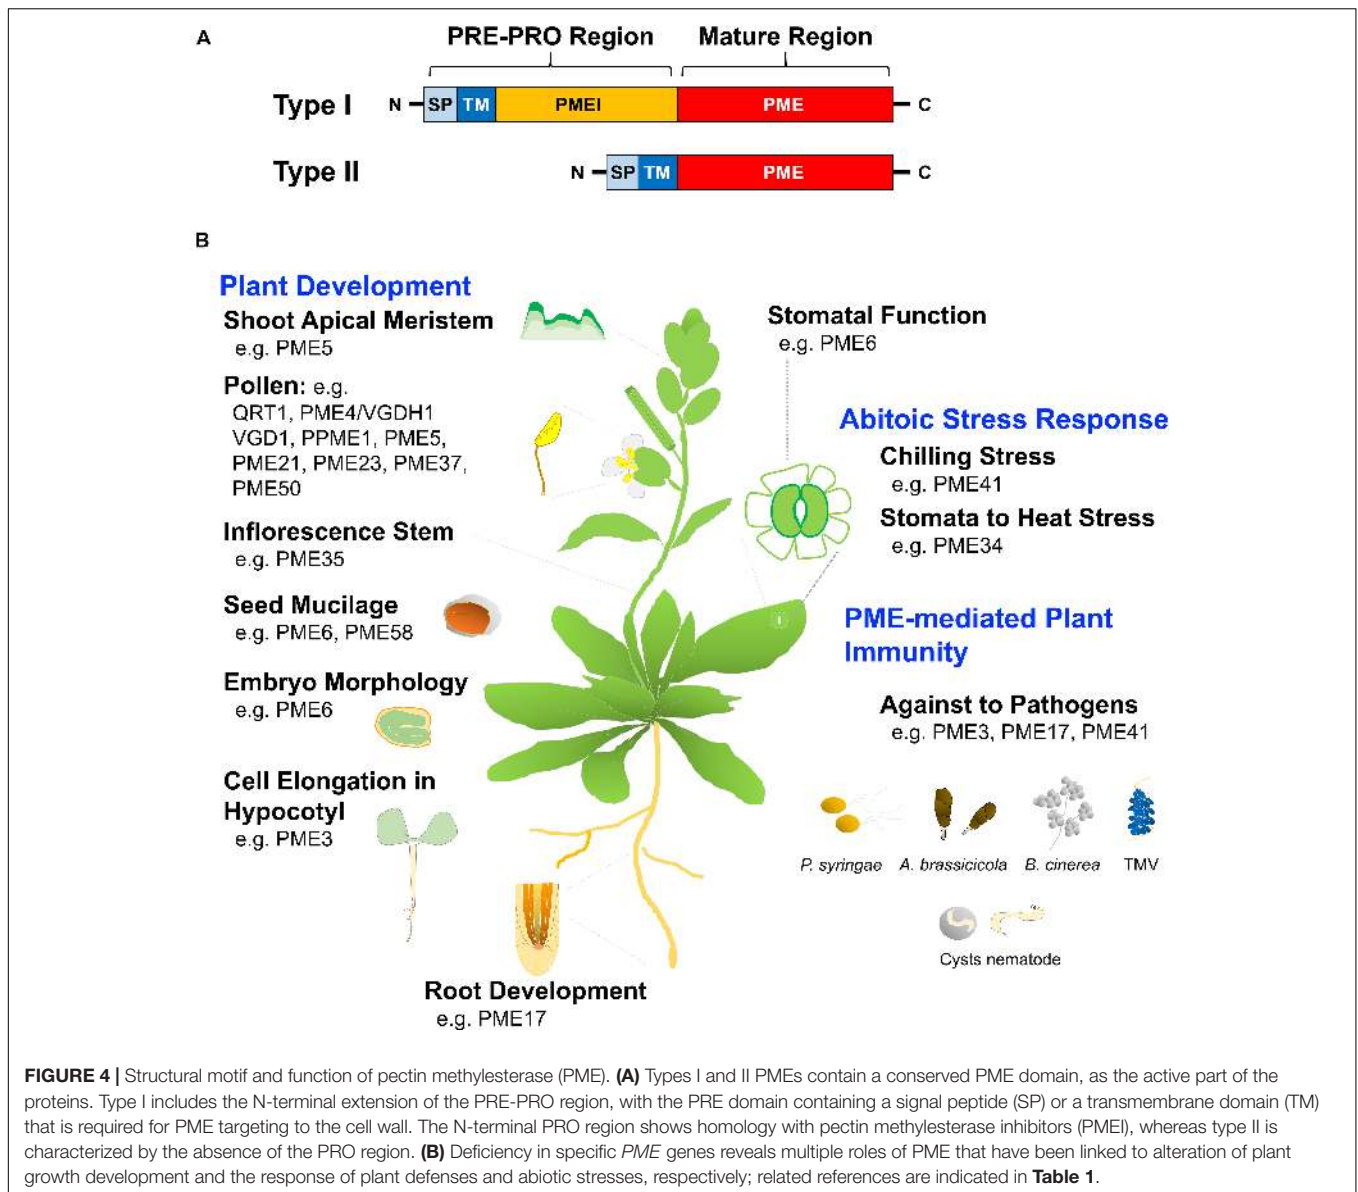 A
PRE-PRO Region Mature Region
Type I N SP TM PMEI PME C
Type II N SP TM PME C
B
Plant Development
Shoot Apical Meristem
e.g. PME5
Pollen: e.g.
QRT1, PME4/VGDH1
VGD1, PPME1, PME5,
PME21, PME23, PME37,
PME50
Inflorescence Stem
e.g. PME35
Seed Mucilage
e.g. PME6, PME58
Embryo Morphology
e.g. PME6
Cell Elongation in
Hypocotyl
e.g. PME3
Root Development
e.g. PME17
Stomatal Function
e.g. PME6
Abitoic Stress Response
Chilling Stress
e.g. PME41
Stomata to Heat Stress
e.g. PME34
PME-mediated Plant
Immunity
Against to Pathogens
e.g. PME3, PME17, PME41
P. syringae A. brassicicola B. cinerea TMV
Cysts nematode
FIGURE 4 | Structural motif and function of pectin methylesterase (PME). (A) Types I and II PMEs contain a conserved PME domain, as the active part of the
proteins. Type I includes the N-terminal extension of the PRE-PRO region, with the PRE domain containing a signal peptide (SP) or a transmembrane domain (TM)
that is required for PME targeting to the cell wall. The N-terminal PRO region shows homology with pectin methylesterase inhibitors (PMEI), whereas type II is
characterized by the absence of the PRO region. (B) Deficiency in specific PME genes reveals multiple roles of PME that have been linked to alteration of plant
growth development and the response of plant defenses and abiotic stresses, respectively; related references are indicated in Table 1.